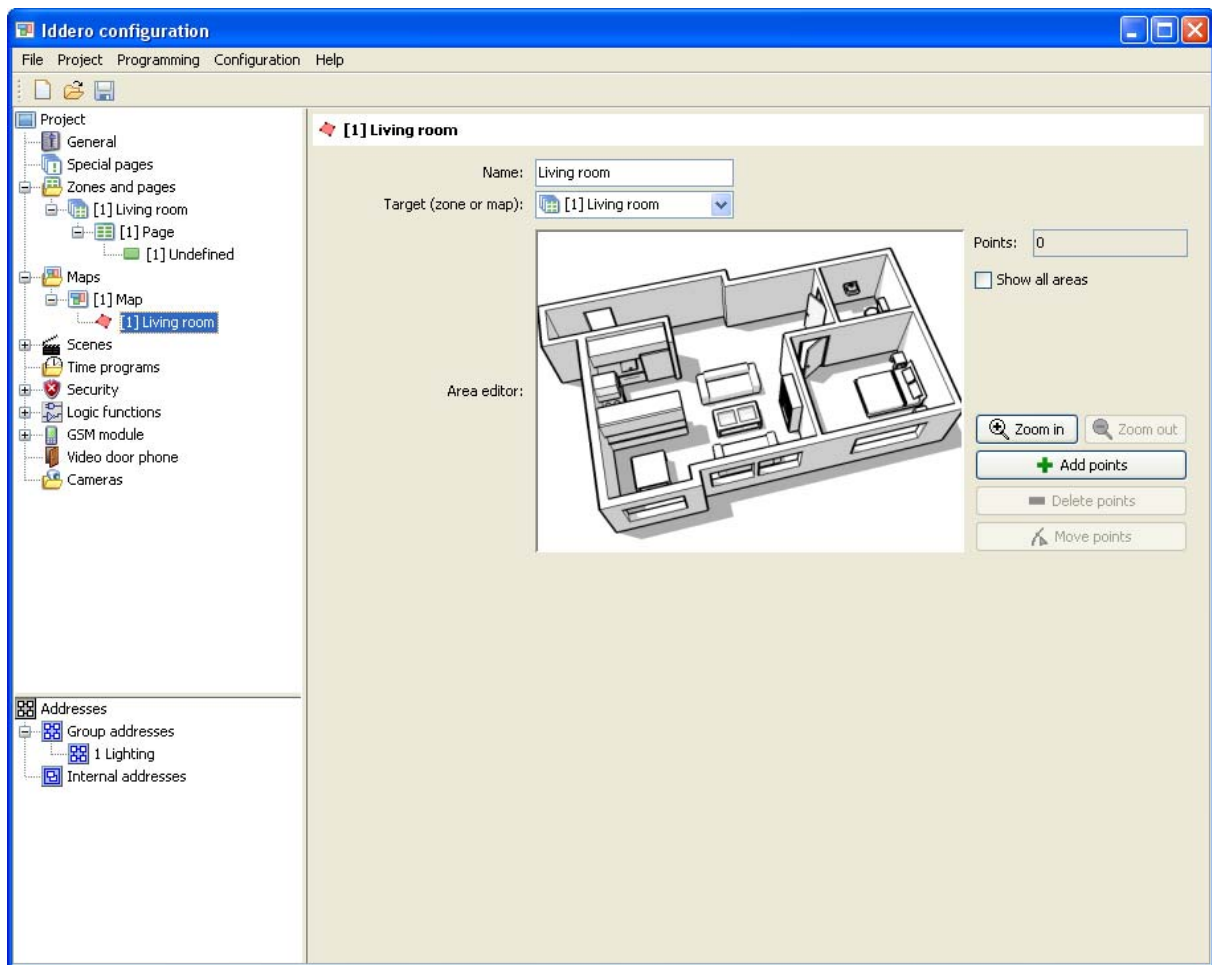 Iddero configuration
File Project Programming Configuration Help
Project
General
Special pages
Zones and pages
[1] Living room
[1] Page
[1] Undefined
Maps
[1] Map
[1] Living room
Scenes
Time programs
Security
Logic functions
GSM module
Video door phone
Cameras
Addresses
Group addresses
1 Lighting
Internal addresses
[1] Living room
Name: Living room
Target (zone or map): [1] Living room
Area editor:
Points: 0
Show all areas
Zoom in Zoom out
Add points
Delete points
Move points